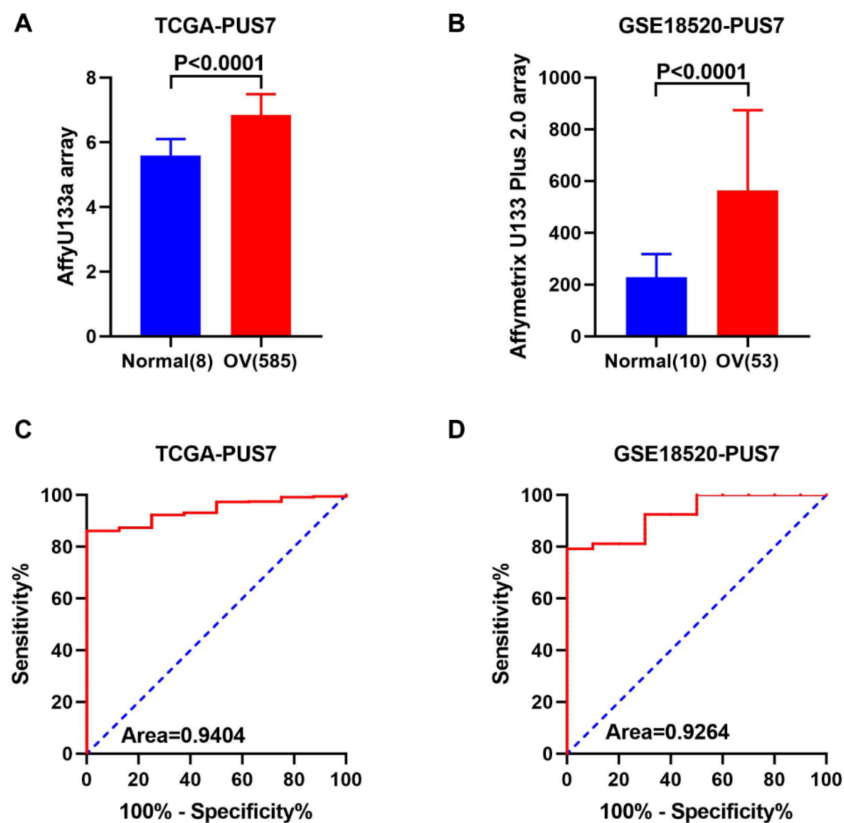 A
TCGA-PUS7
P<0.0001
AffyU133a array
8
6
4
2
0
Normal(8) OV(585)
B
GSE18520-PUS7
P<0.0001
Affymetrix U133 Plus 2.0 array
1000
800
600
400
200
0
Normal(10) OV(53)
C
TCGA-PUS7
Sensitivity%
100
80
60
40
20
0
Area=0.9404
0 20 40 60 80 100
100% - Specificity%
D
GSE18520-PUS7
Sensitivity%
100
80
60
40
20
0
Area=0.9264
0 20 40 60 80 100
100% - Specificity%